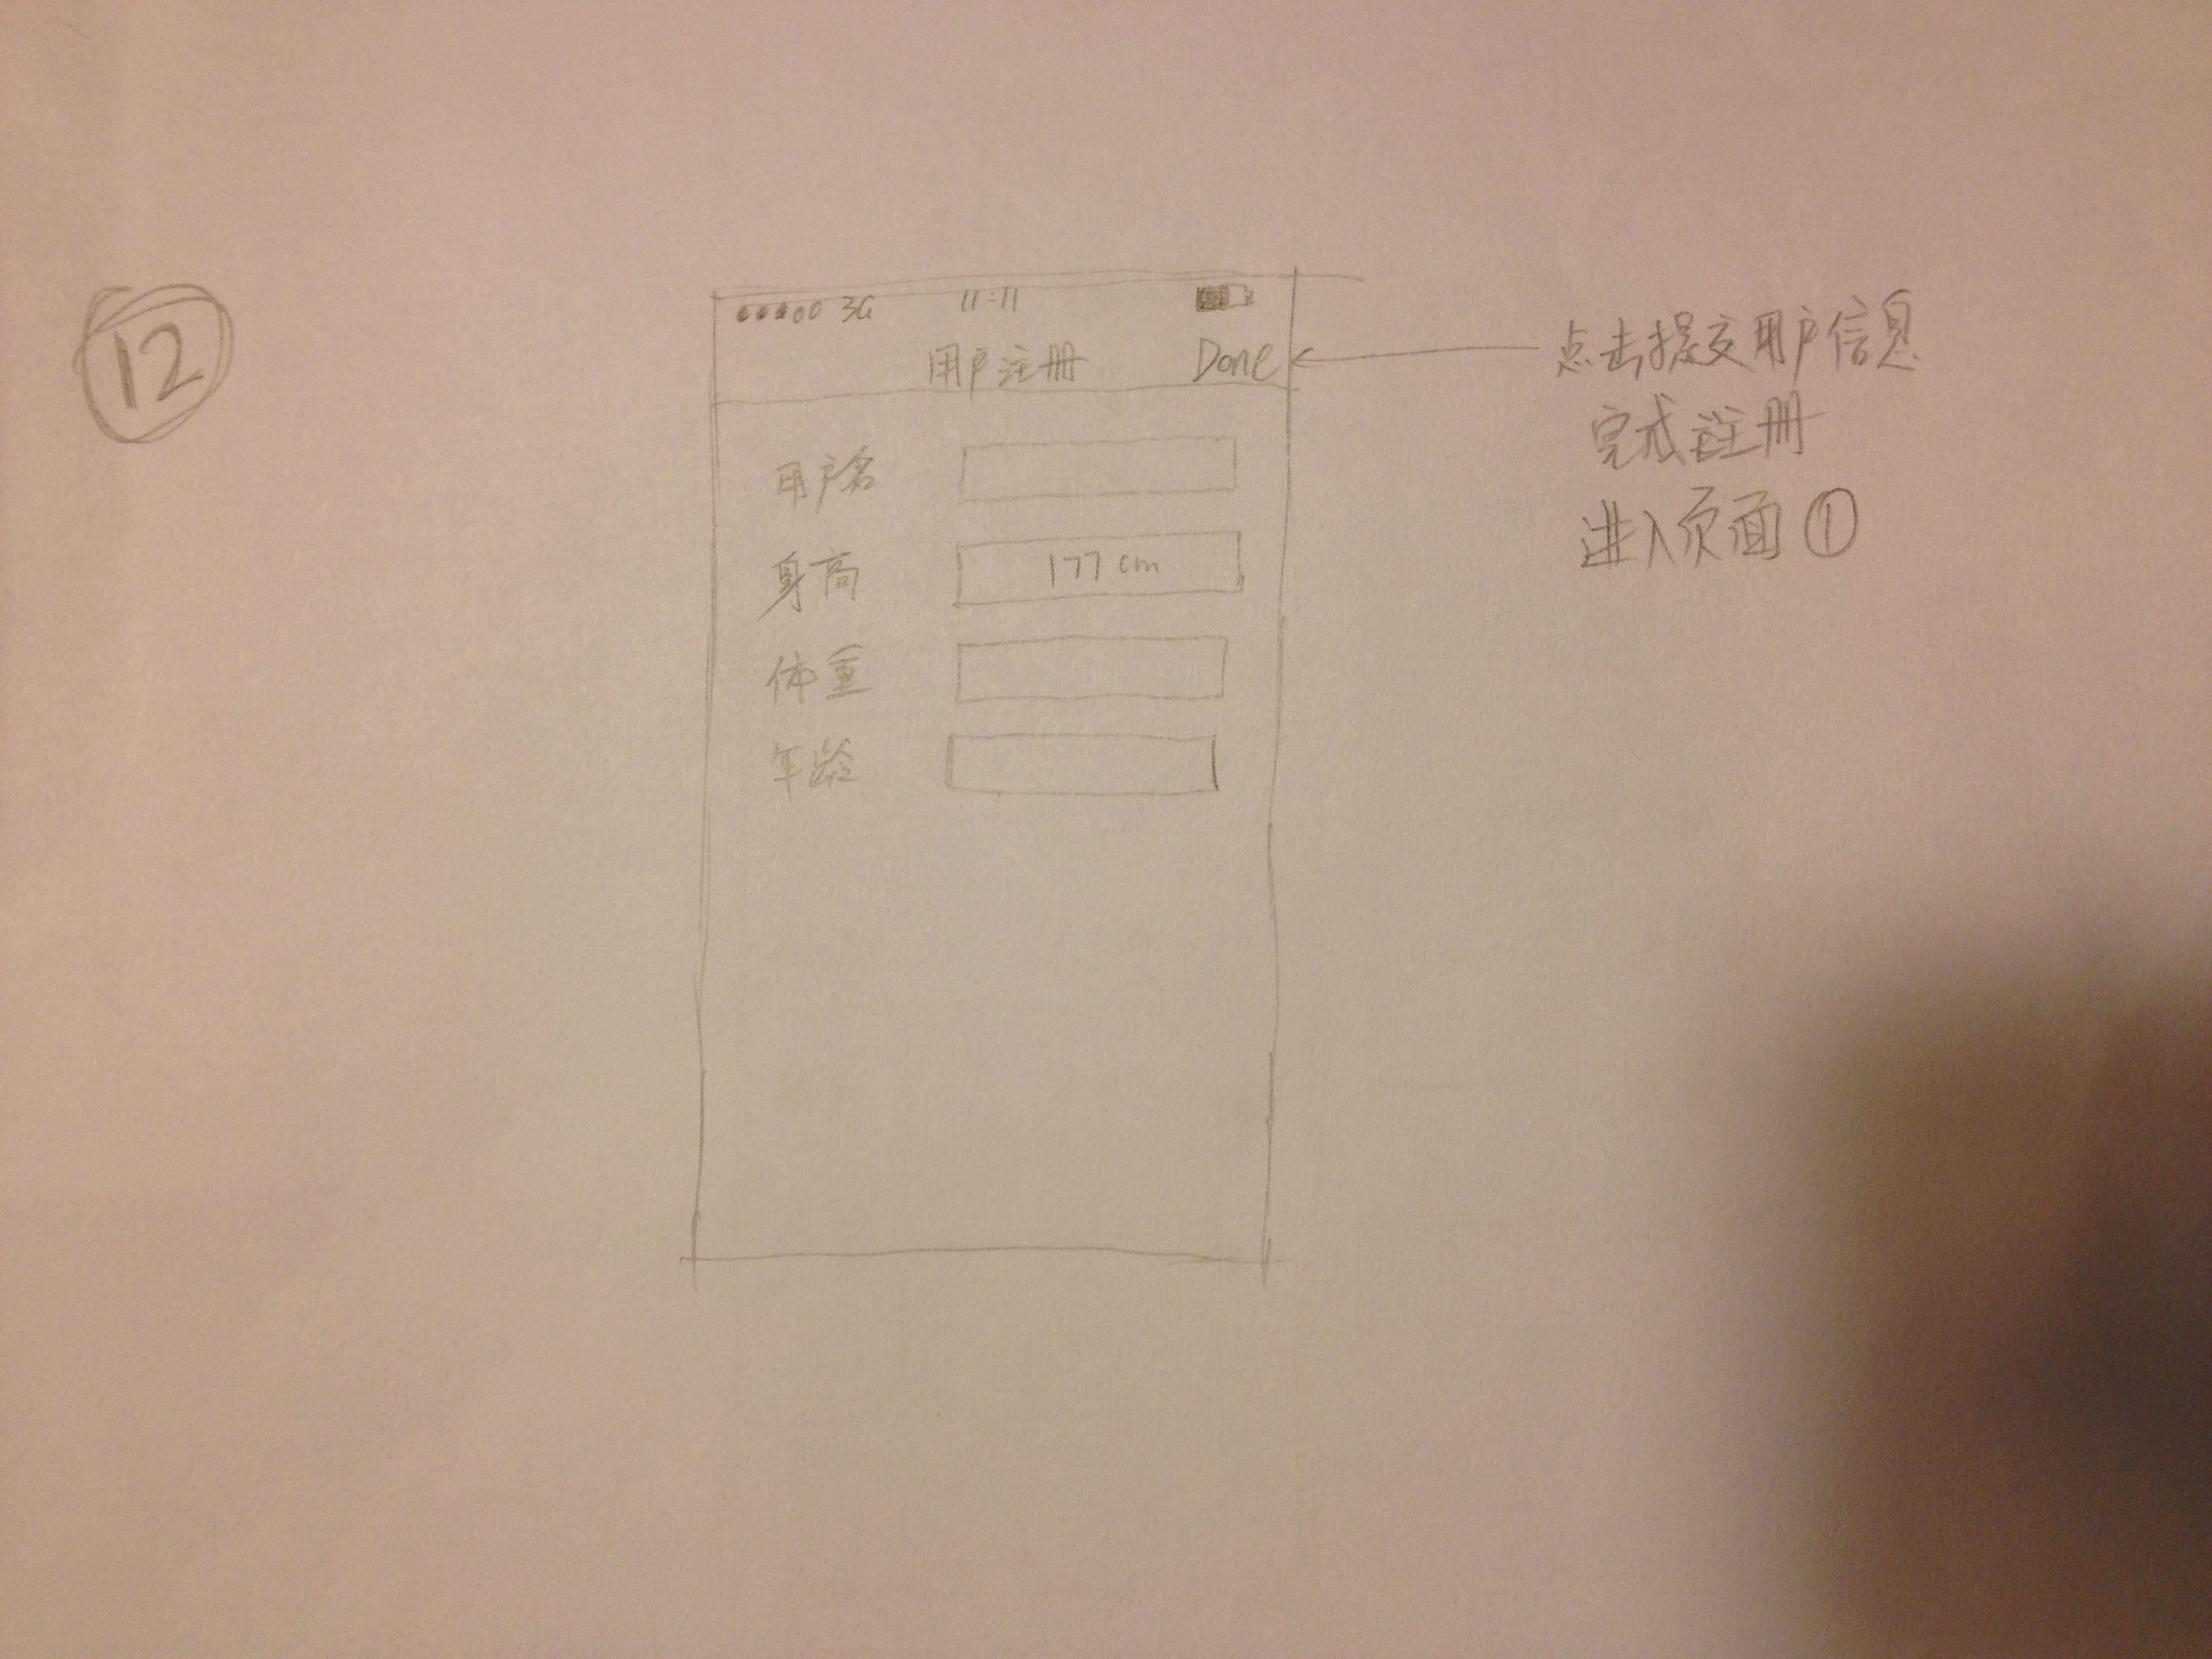 12
3G 11:11
用户注册 Done
用户名
身高 177 cm
体重
年龄
点击提交用户信息
完成注册
进入页面 ①